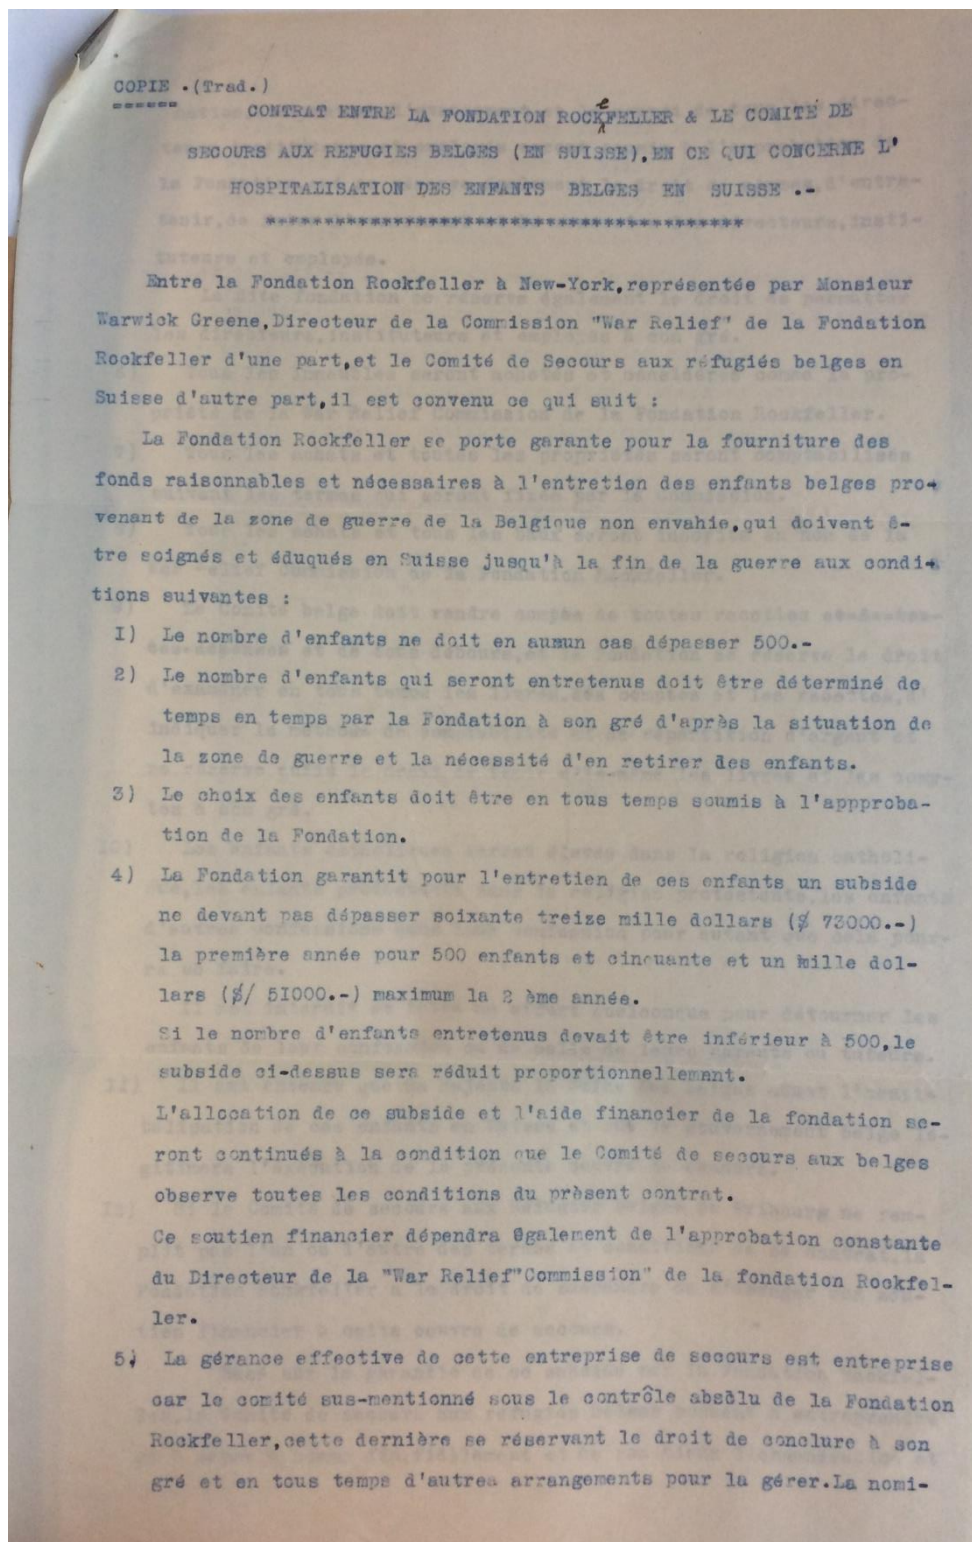 COPIE .(Trad.)
======
CONTRAT ENTRE LA FONDATION ROCKeFELLER & LE COMITE DE
SECOURS AUX REFUGIES BELGES (EN SUISSE),EN CE QUI CONCERNE L'
HOSPITALISATION DES ENFANTS BELGES EN SUISSE .-
*****************************************
Entre la Fondation Rockfeller à New-York,représentée par Monsieur
Warwick Greene,Directeur de la Commission "War Relief" de la Fondation
Rockfeller d'une part,et le Comité de Secours aux réfugiés belges en
Suisse d'autre part,il est convenu ce qui suit :
La Fondation Rockfeller se porte garante pour la fourniture des
fonds raisonnables et nécessaires à l'entretien des enfants belges pro-
venant de la zone de guerre de la Belgique non envahie,qui doivent ê-
tre soignés et éduqués en Suisse jusqu'à la fin de la guerre aux condi-
tions suivantes :
I) Le nombre d'enfants ne doit en aumun cas dépasser 500.-
2) Le nombre d'enfants qui seront entretenus doit être déterminé de
temps en temps par la Fondation à son gré d'après la situation de
la zone de guerre et la nécessité d'en retirer des enfants.
3) Le choix des enfants doit être en tous temps soumis à l'appproba-
tion de la Fondation.
4) La Fondation garantit pour l'entretien de ces enfants un subside
ne devant pas dépasser soixante treize mille dollars ($ 73000.-)
la première année pour 500 enfants et cinquante et un mille dol-
lars ($/ 5I000.-) maximum la 2 ème année.
Si le nombre d'enfants entretenus devait être inférieur à 500,le
subside ci-dessus sera réduit proportionnellement.
L'allocation de ce subside et l'aide financier de la fondation se-
ront continués à la condition que le Comité de secours aux belges
observe toutes les conditions du prèsent contrat.
Ce soutien financier dépendra également de l'approbation constante
du Directeur de la "War Relief"Commission" de la fondation Rockfel-
ler.
5) La gérance effective de cette entreprise de secours est entreprise
oar le comité sus-mentionné sous le contrôle absolu de la Fondation
Rockfeller,cette dernière se réservant le droit de conclure à son
gré et en tous temps d'autres arrangements pour la gérer.La nomi-